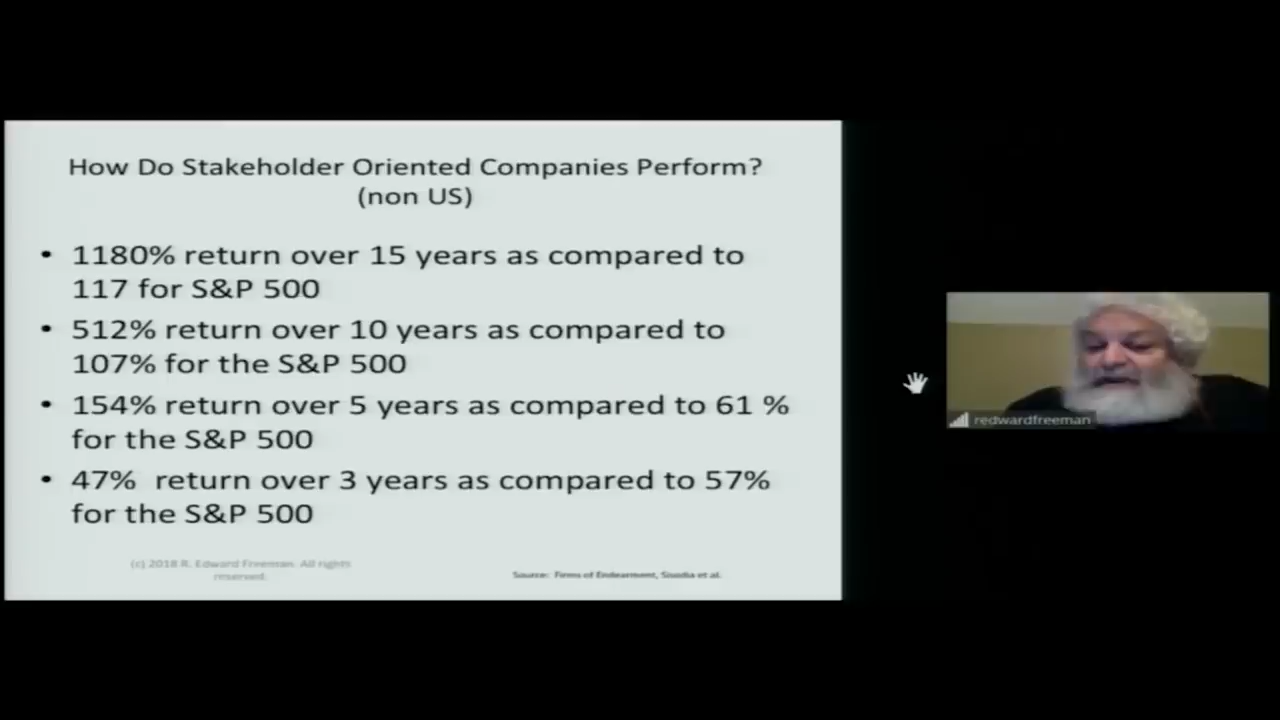 How Do Stakeholder Oriented Companies Perform?
(non US)
• 1180% return over 15 years as compared to
117 for S&P 500
• 512% return over 10 years as compared to
107% for the S&P 500
• 154% return over 5 years as compared to 61 %
for the S&P 500
• 47% return over 3 years as compared to 57%
for the S&P 500
(c) 2018 R. Edward Freeman. All rights
reserved.
Source: Firms of Endearment, Sisodia et al.
redwardfreeman